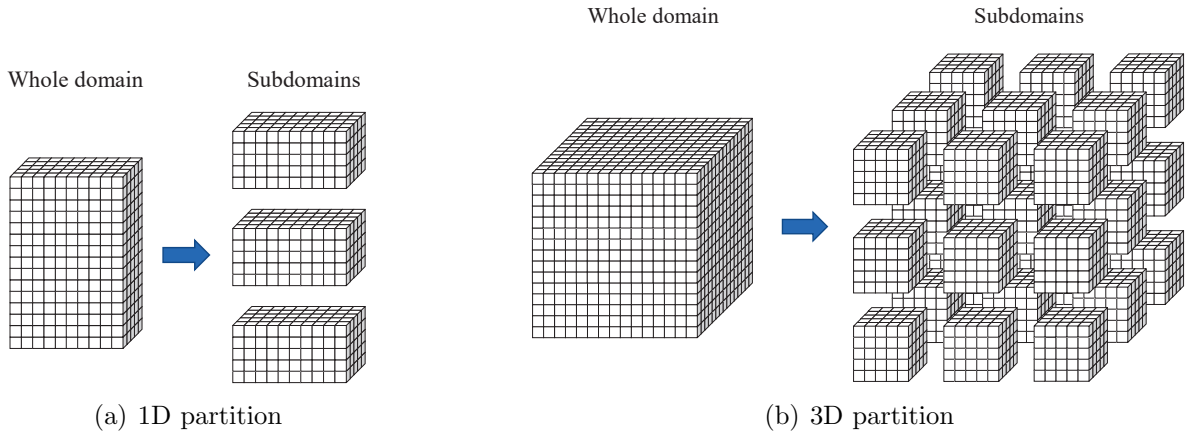 Whole domain
Subdomains
(a) 1D partition
Whole domain
Subdomains
(b) 3D partition